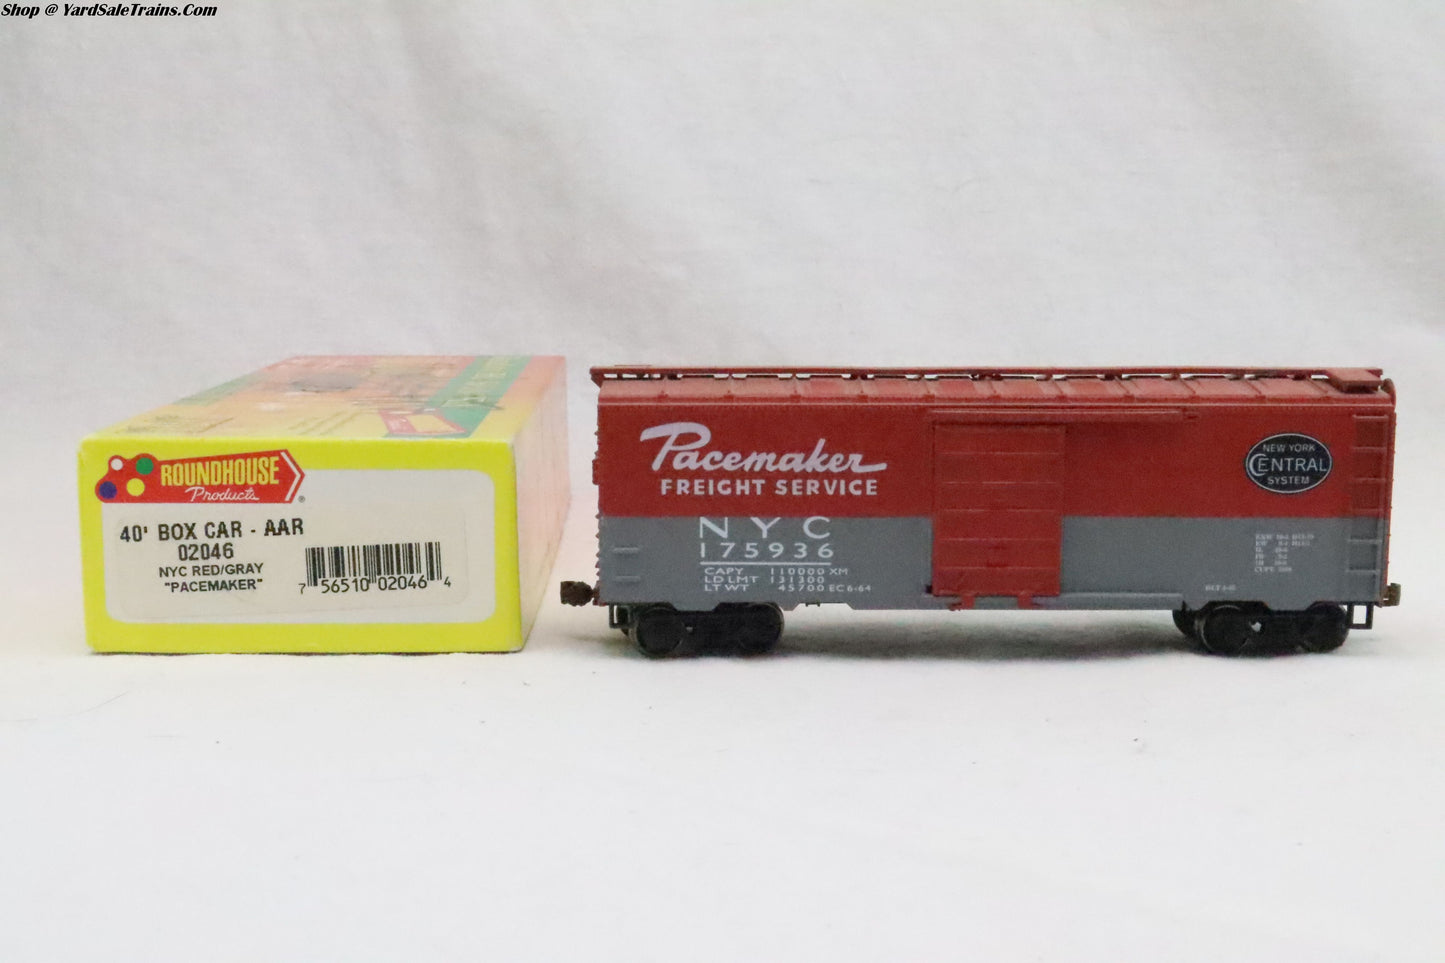 Shop @ YardSaleTrains.Com
ROUNDHOUSE
Products
®
40' BOX CAR - AAR
02046
NYC RED/GRAY
"PACEMAKER"
7 56510 02046 4
Pacemaker
FREIGHT SERVICE
NYC
175936
CAPY 110000 XM
LD LMT 131300
LT WT 45700 EC 6-64
NEW YORK
CENTRAL
SYSTEM